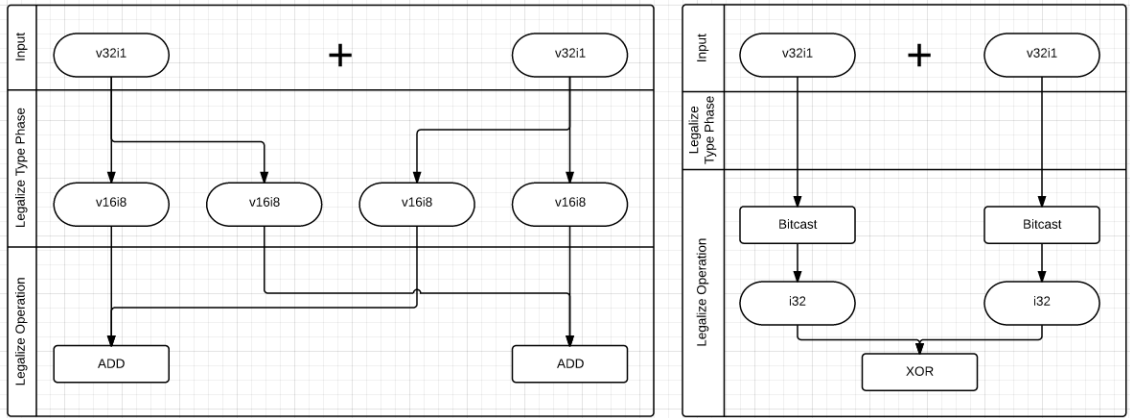 Input
v32i1
+
v32i1
Legalize Type Phase
v16i8
v16i8
v16i8
v16i8
Legalize Operation
ADD
ADD
Input
v32i1
+
v32i1
Legalize
Type Phase
Legalize Operation
Bitcast
Bitcast
i32
i32
XOR